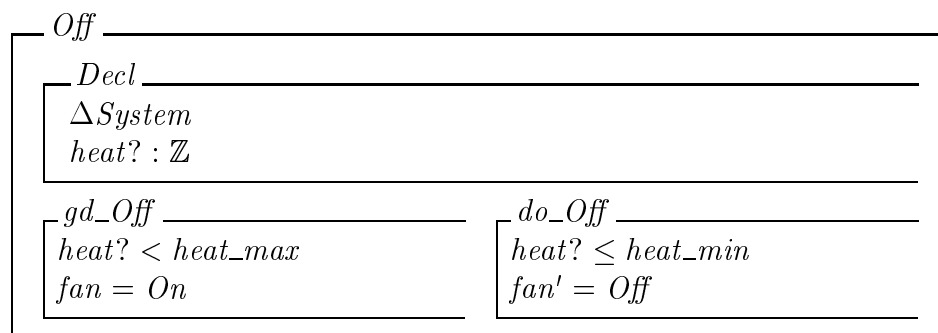 Off
Decl
ΔSystem
heat? : ℤ
gd_Off
heat? < heat_max
fan = On
do_Off
heat? ≤ heat_min
fan′ = Off